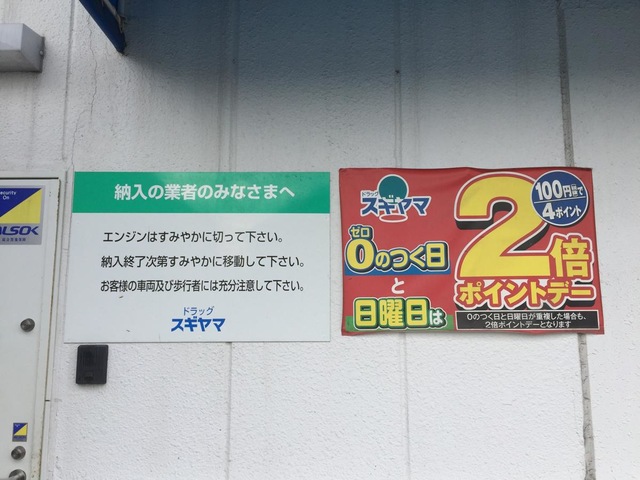 Security
On
ALSOK
納入の業者のみなさまへ
エンジンはすみやかに切って下さい。
納入終了次第すみやかに移動して下さい。
お客様の車両及び歩行者には充分注意して下さい。
ドラッグ
スギヤマ
ドラッグ
スギヤマ
ゼロ
0のつく日
と
日曜日は
2倍
ポイントデー
100円で
4ポイント
0のつく日と日曜日が重複した場合も、
2倍ポイントデーとなります